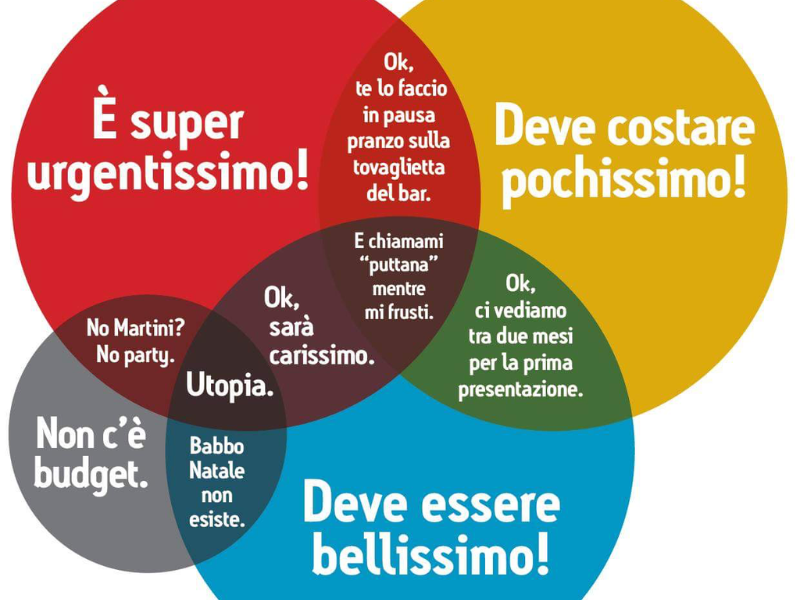 È super
urgentissimo!
Ok,
te lo faccio
in pausa
pranzo sulla
tovaglietta
del bar.
Deve costare
pochissimo!
E chiamami
“puttana”
mentre
mi frusti.
Ok,
sarà
carissimo.
Ok,
ci vediamo
tra due mesi
per la prima
presentazione.
No Martini?
No party.
Utopia.
Non c’è
budget.
Babbo
Natale
non
esiste.
Deve essere
bellissimo!